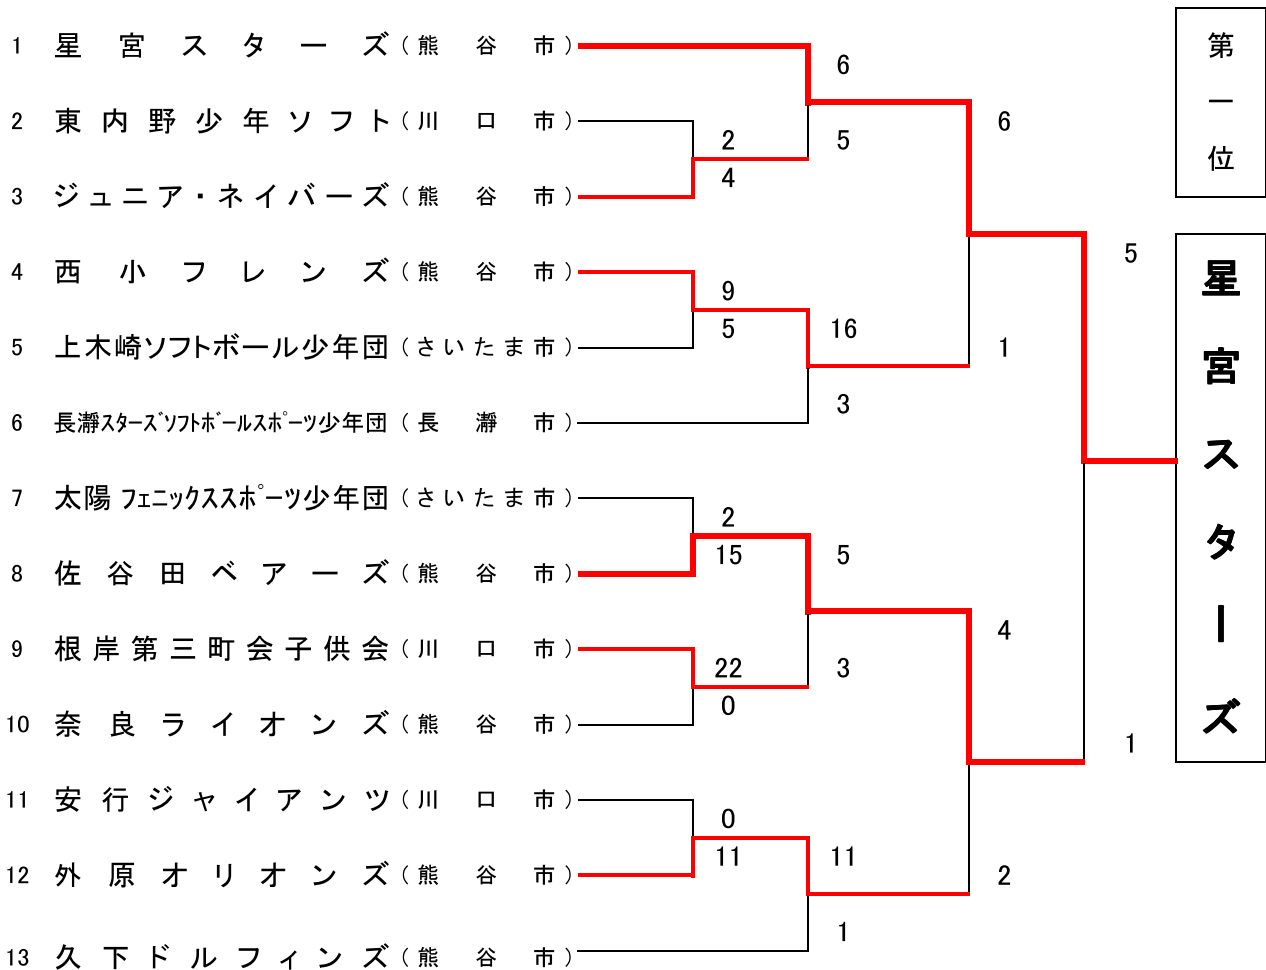 1 星宮スターズ（熊谷市）
2 東内野少年ソフト（川口市）
3 ジュニア・ネイバーズ（熊谷市）
4 西小フレンズ（熊谷市）
5 上木崎ソフトボール少年団（さいたま市）
6 長瀞ｽﾀｰｽﾞｿﾌﾄﾎﾞｰﾙｽﾎﾟｰﾂ少年団（長瀞市）
7 太陽フェニックススポーツ少年団（さいたま市）
8 佐谷田ベアーズ（熊谷市）
9 根岸第三町会子供会（川口市）
10 奈良ライオンズ（熊谷市）
11 安行ジャイアンツ（川口市）
12 外原オリオンズ（熊谷市）
13 久下ドルフィンズ（熊谷市）
2
4
9
5
2
15
22
0
0
11
6
5
16
3
5
3
11
1
6
1
4
2
5
1
第一位
星宮スターズ